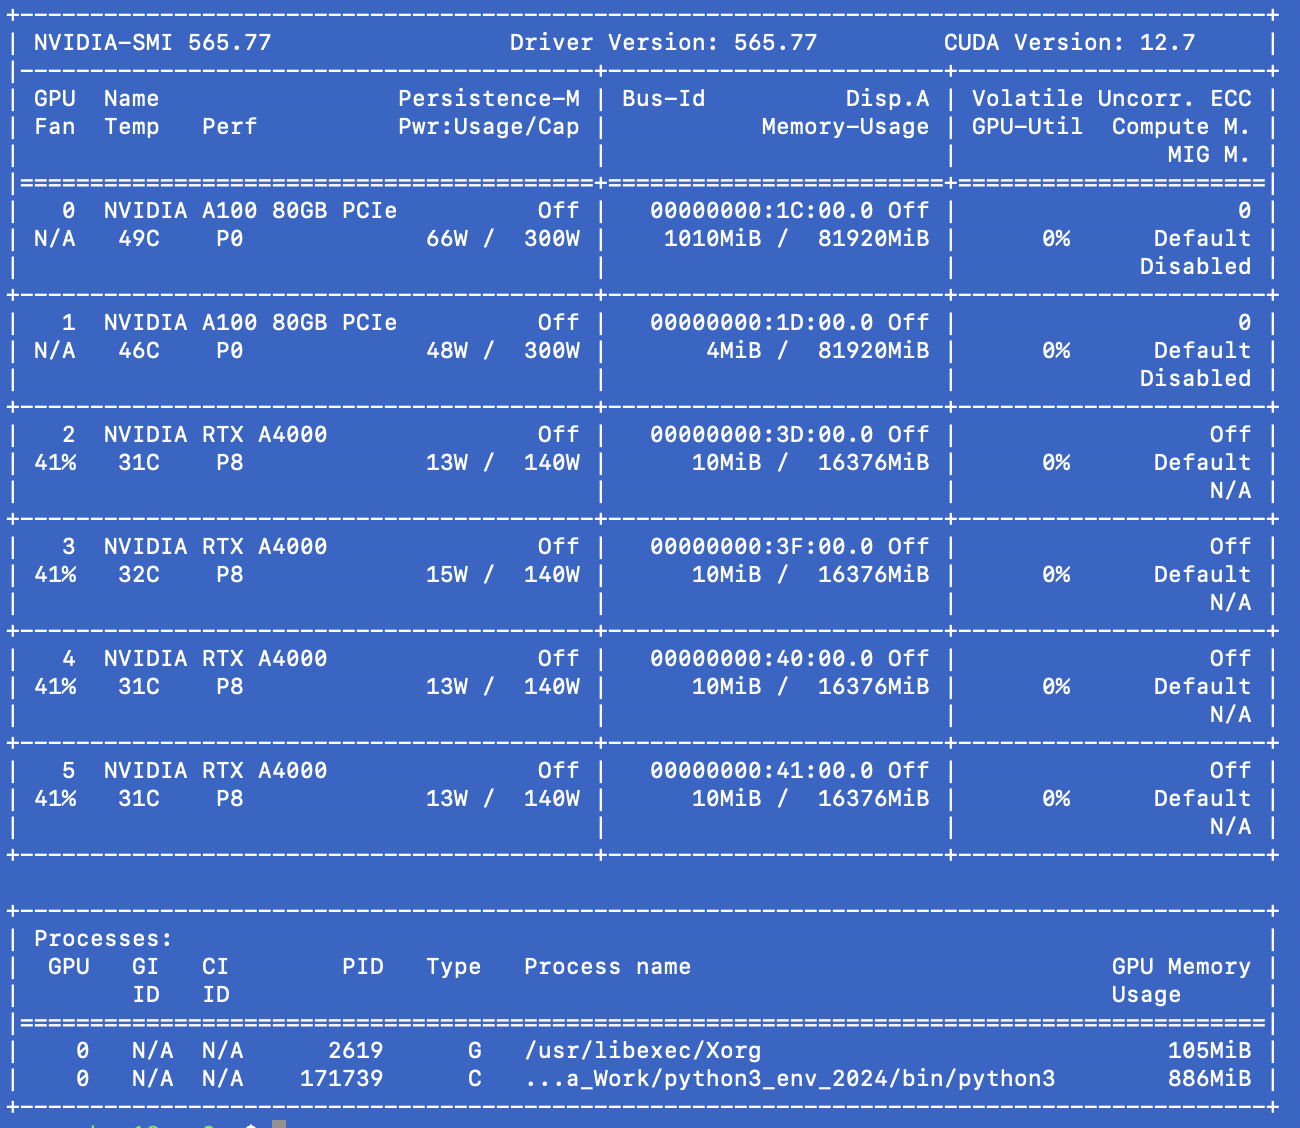 +-----------------------------------------------------------------------------------------+
| NVIDIA-SMI 565.77                 Driver Version: 565.77         CUDA Version: 12.7     |
|-----------------------------------------+------------------------+----------------------+
| GPU  Name                 Persistence-M | Bus-Id          Disp.A | Volatile Uncorr. ECC |
| Fan  Temp   Perf          Pwr:Usage/Cap |           Memory-Usage | GPU-Util  Compute M. |
|                                         |                        |               MIG M. |
|=========================================+========================+======================|
|   0  NVIDIA A100 80GB PCIe          Off |   00000000:1C:00.0 Off |                    0 |
| N/A   49C    P0             66W /  300W |    1010MiB /  81920MiB |      0%      Default |
|                                         |                        |             Disabled |
+-----------------------------------------+------------------------+----------------------+
|   1  NVIDIA A100 80GB PCIe          Off |   00000000:1D:00.0 Off |                    0 |
| N/A   46C    P0             48W /  300W |       4MiB /  81920MiB |      0%      Default |
|                                         |                        |             Disabled |
+-----------------------------------------+------------------------+----------------------+
|   2  NVIDIA RTX A4000               Off |   00000000:3D:00.0 Off |                  Off |
| 41%   31C    P8             13W /  140W |      10MiB /  16376MiB |      0%      Default |
|                                         |                        |                  N/A |
+-----------------------------------------+------------------------+----------------------+
|   3  NVIDIA RTX A4000               Off |   00000000:3F:00.0 Off |                  Off |
| 41%   32C    P8             15W /  140W |      10MiB /  16376MiB |      0%      Default |
|                                         |                        |                  N/A |
+-----------------------------------------+------------------------+----------------------+
|   4  NVIDIA RTX A4000               Off |   00000000:40:00.0 Off |                  Off |
| 41%   31C    P8             13W /  140W |      10MiB /  16376MiB |      0%      Default |
|                                         |                        |                  N/A |
+-----------------------------------------+------------------------+----------------------+
|   5  NVIDIA RTX A4000               Off |   00000000:41:00.0 Off |                  Off |
| 41%   31C    P8             13W /  140W |      10MiB /  16376MiB |      0%      Default |
|                                         |                        |                  N/A |
+-----------------------------------------+------------------------+----------------------+

+-----------------------------------------------------------------------------------------+
| Processes:                                                                              |
|  GPU   GI   CI        PID   Type   Process name                              GPU Memory |
|        ID   ID                                                               Usage      |
|=========================================================================================|
|    0   N/A  N/A      2619      G   /usr/libexec/Xorg                             105MiB |
|    0   N/A  N/A    171739      C   ...a_Work/python3_env_2024/bin/python3        886MiB |
+-----------------------------------------------------------------------------------------+